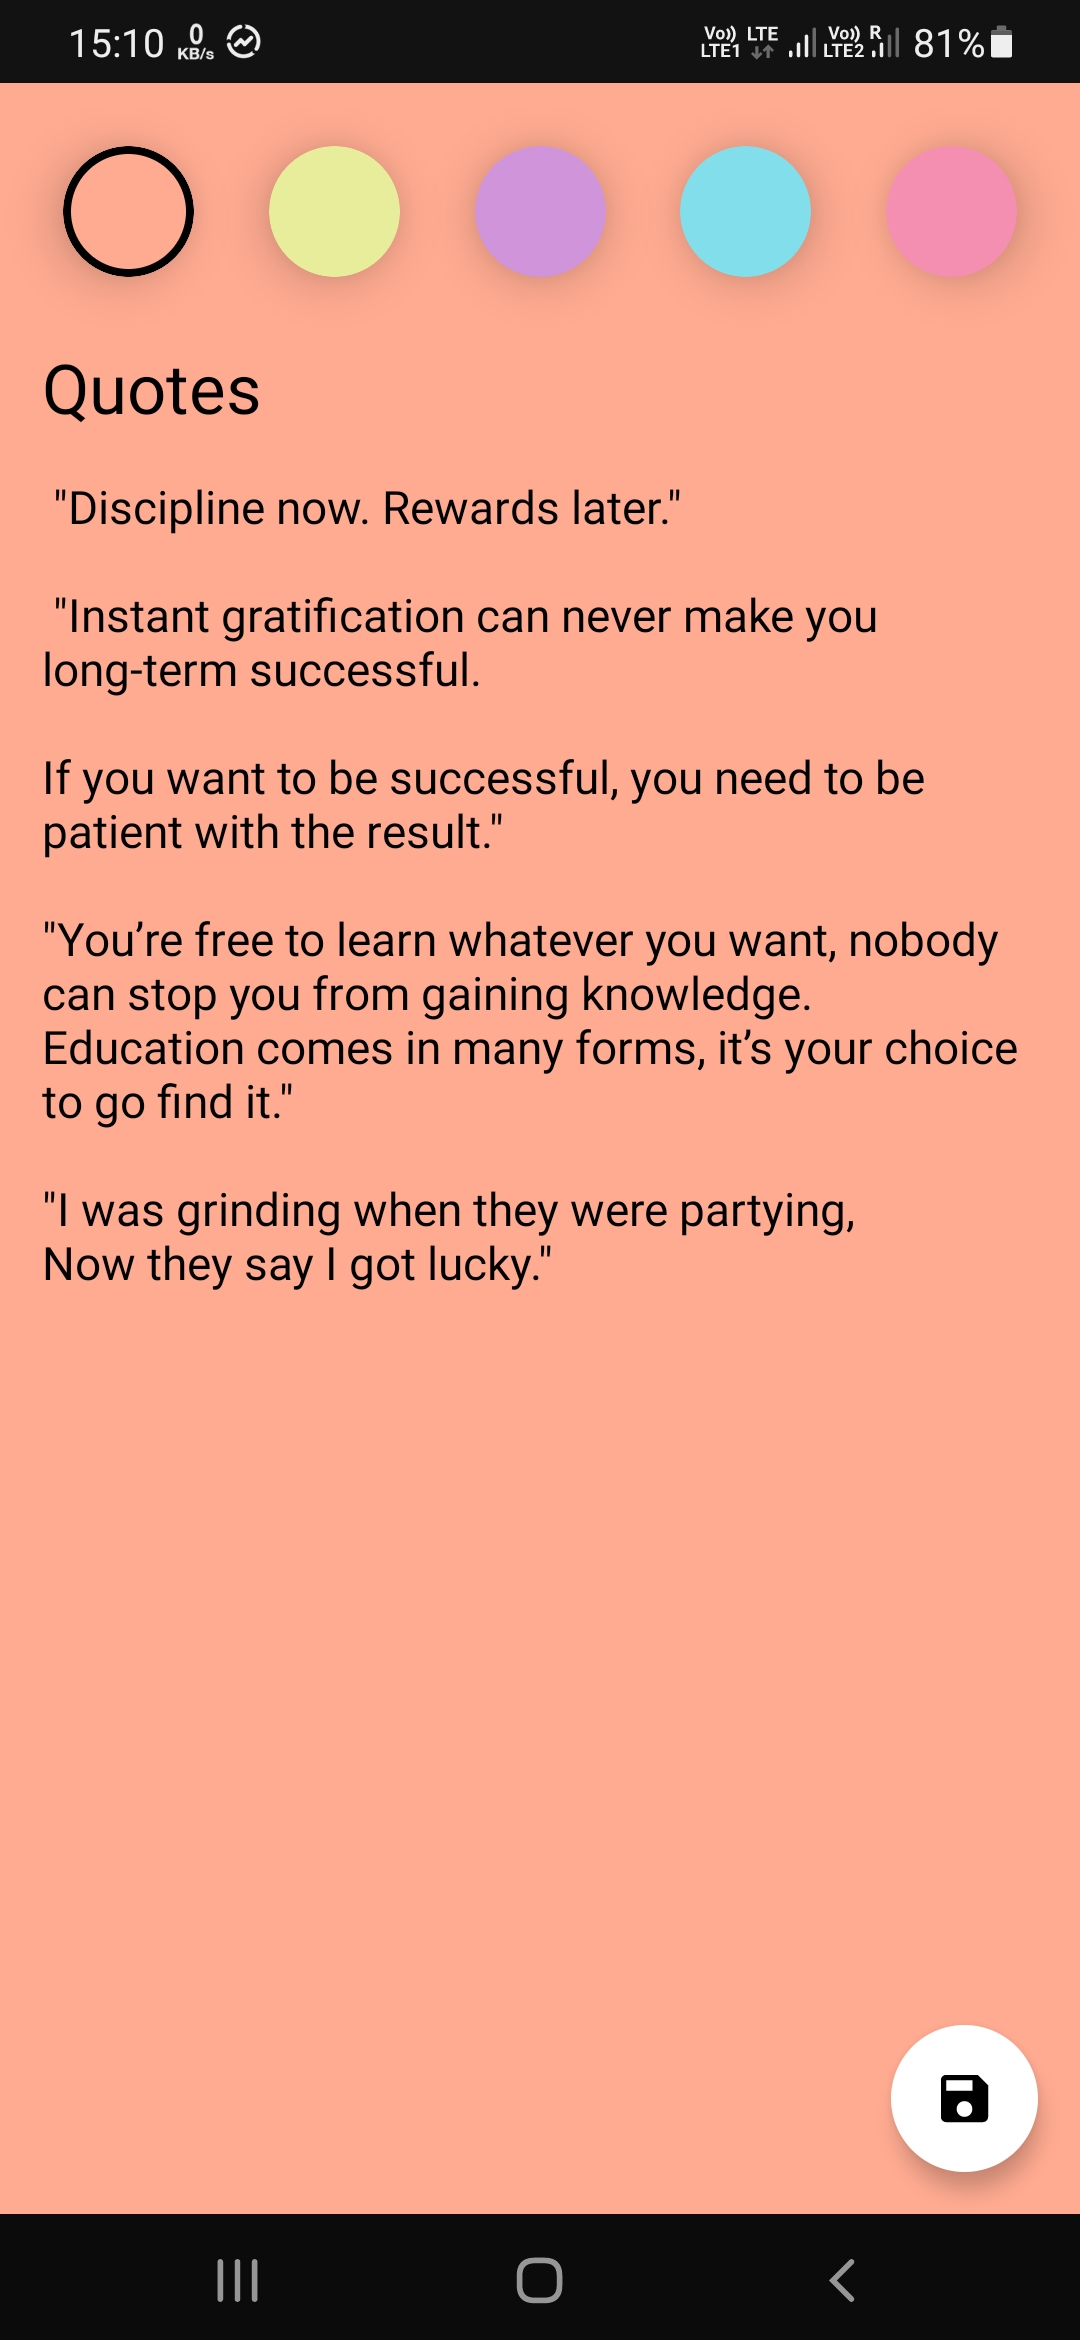 15:10 0 KB/s Vo)) LTE1 LTE Vo)) LTE2 R 81%
Quotes
"Discipline now. Rewards later."
"Instant gratification can never make you
long-term successful.
If you want to be successful, you need to be
patient with the result."
"You’re free to learn whatever you want, nobody
can stop you from gaining knowledge.
Education comes in many forms, it’s your choice
to go find it."
"I was grinding when they were partying,
Now they say I got lucky."